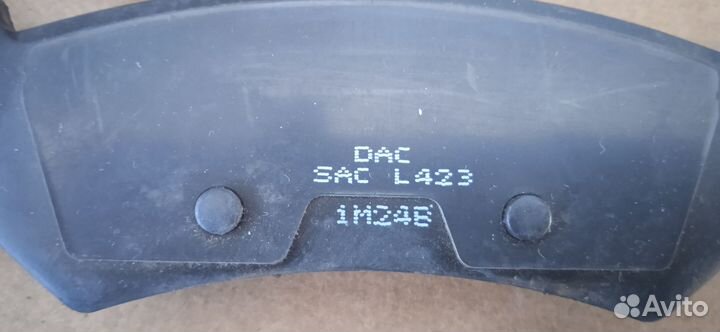 DAC
SAC L423
1M24B
Avito